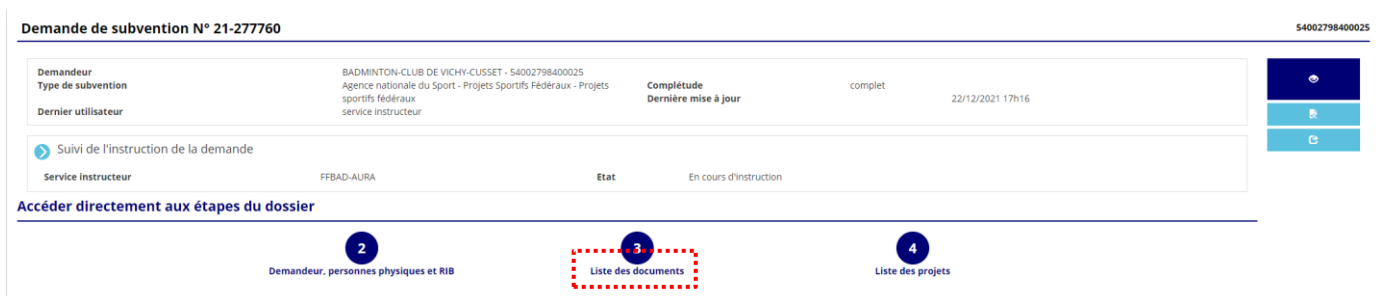 Demande de subvention N° 21-277760 54002798400025
Demandeur BADMINTON-CLUB DE VICHY-CUSSET - 54002798400025
Type de subvention Agence nationale du Sport - Projets Sportifs Fédéraux - Projets Complétude complet
sportifs fédéraux Dernière mise à jour 22/12/2021 17h16
Dernier utilisateur service instructeur
Suivi de l'instruction de la demande
Service instructeur FFBAD-AURA Etat En cours d'instruction
Accéder directement aux étapes du dossier
2 3 4
Demandeur, personnes physiques et RIB Liste des documents Liste des projets